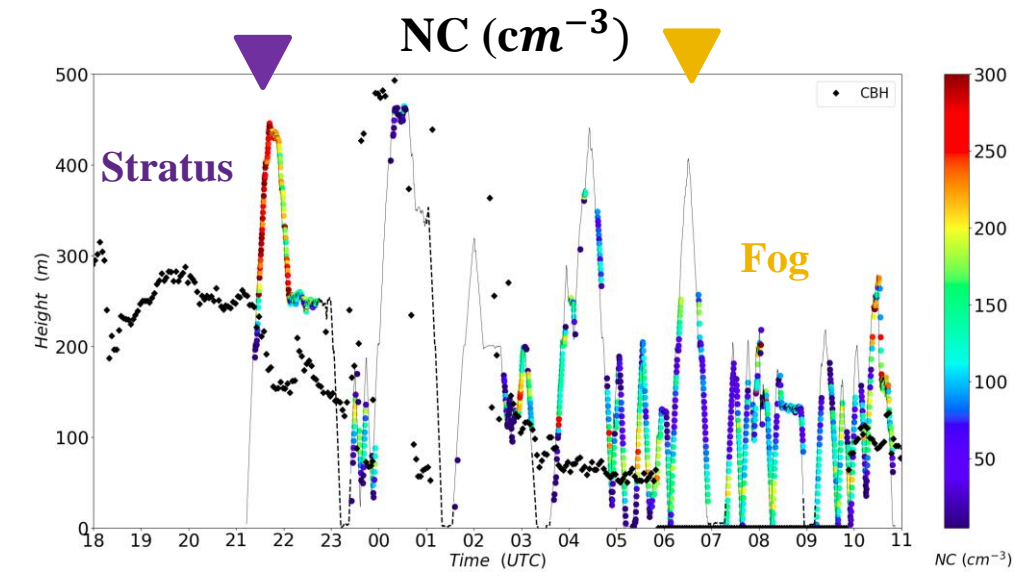 NC (cm⁻³)
500
CBH
300
Stratus
400
250
Fog
300
200
Height (m)
200
150
100
100
50
0
18 19 20 21 22 23 00 01 02 03 04 05 06 07 08 09 10 11
Time (UTC)
NC (cm⁻³)